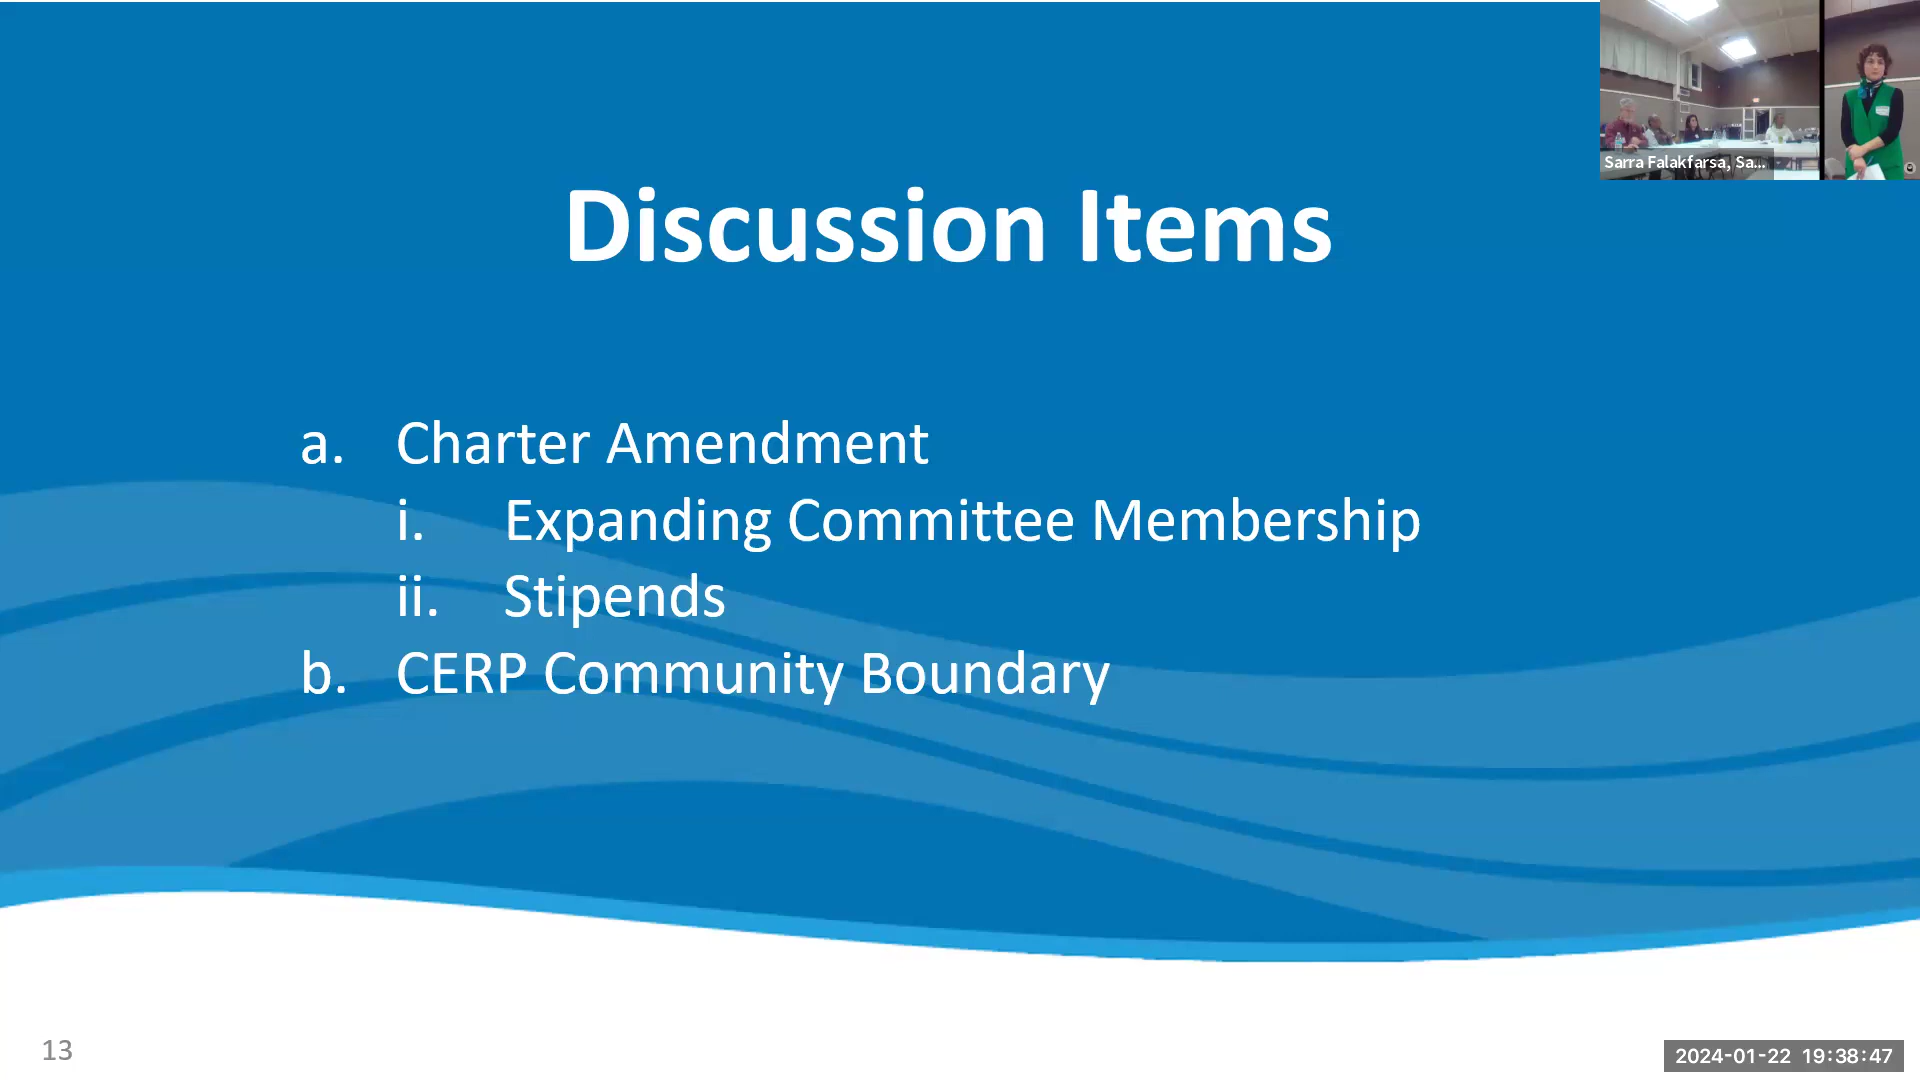 Sarra Falakfarsa, Sa...
Discussion Items
a. Charter Amendment
i. Expanding Committee Membership
ii. Stipends
b. CERP Community Boundary
13
2024-01-22 19:38:47